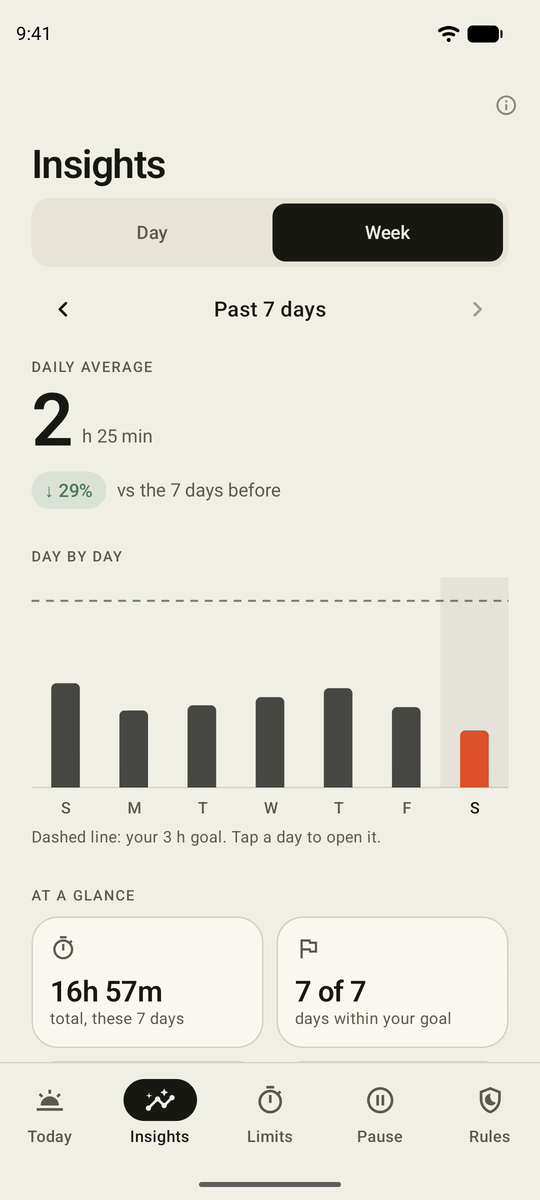 9:41
Insights
Day Week
Past 7 days
DAILY AVERAGE
2 h 25 min
↓ 29% vs the 7 days before
DAY BY DAY
S M T W T F S
Dashed line: your 3 h goal. Tap a day to open it.
AT A GLANCE
16h 57m 7 of 7
total, these 7 days days within your goal
Today Insights Limits Pause Rules